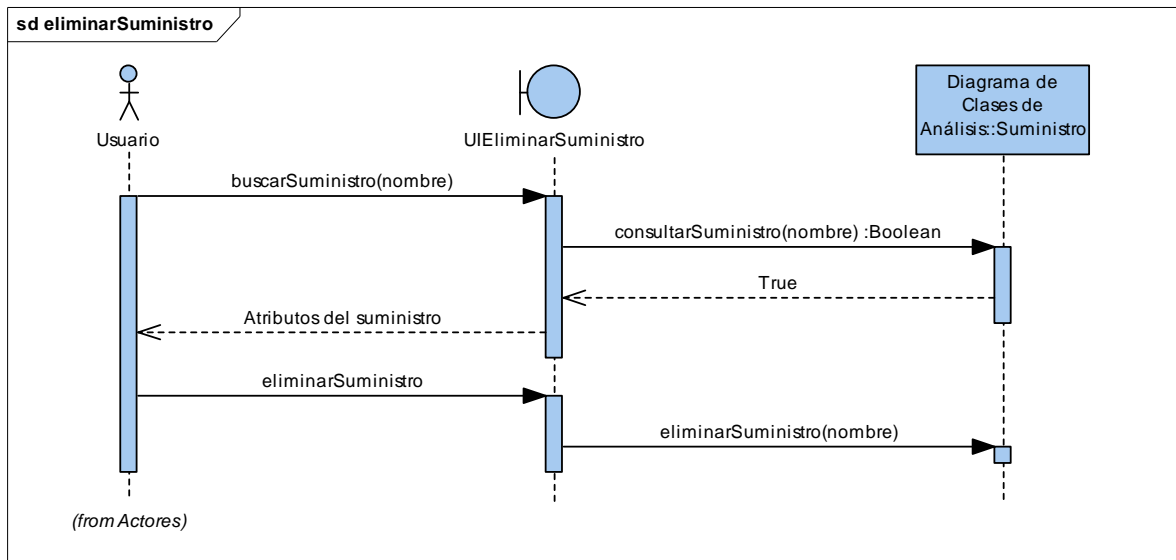 sd eliminarSuministro
Diagrama de
Clases de
Análisis::Suministro
Usuario
UIEliminarSuministro
buscarSuministro(nombre)
consultarSuministro(nombre) :Boolean
True
Atributos del suministro
eliminarSuministro
eliminarSuministro(nombre)
(from Actores)